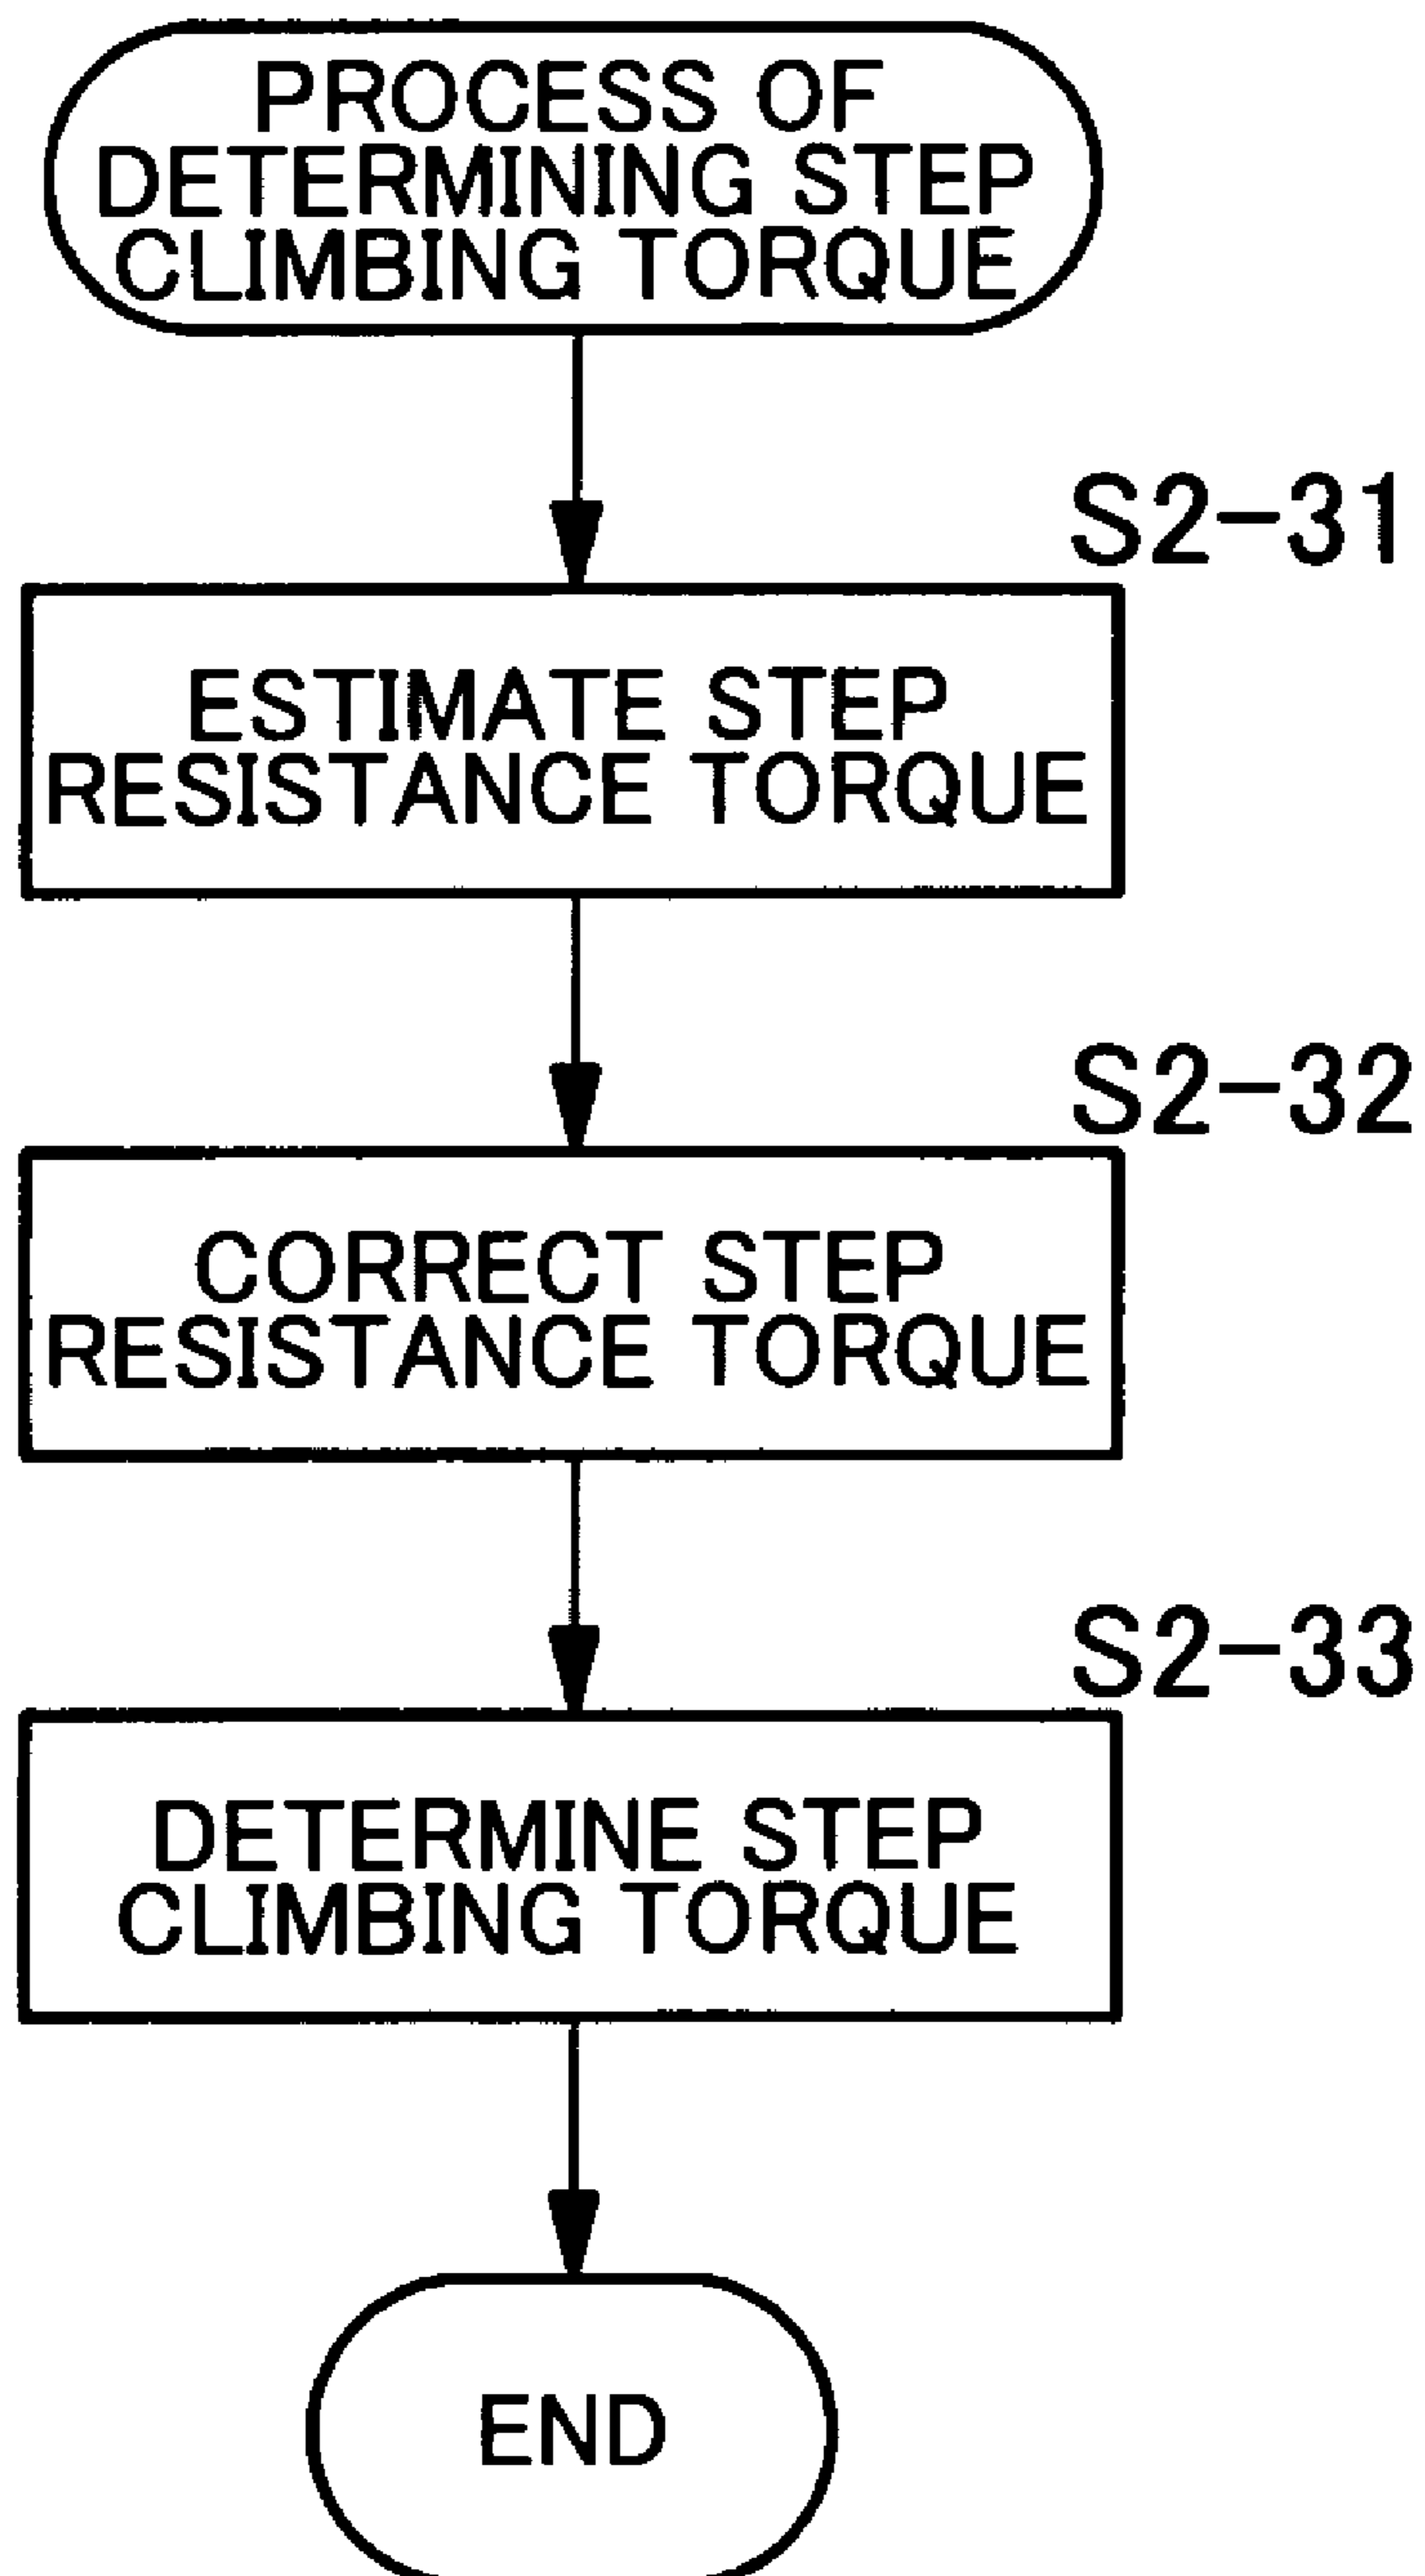 PROCESS OF
DETERMINING STEP
CLIMBING TORQUE
S2-31
ESTIMATE STEP
RESISTANCE TORQUE
S2-32
CORRECT STEP
RESISTANCE TORQUE
S2-33
DETERMINE STEP
CLIMBING TORQUE
END